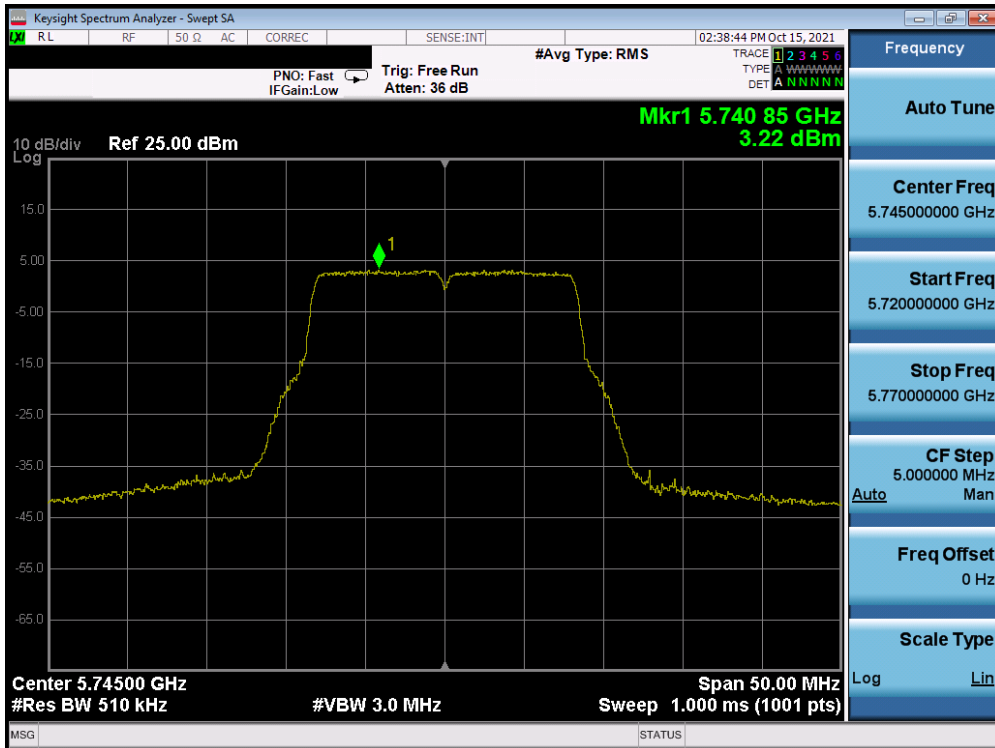 Keysight Spectrum Analyzer - Swept SA
LXI RL RF 50 Ω AC CORREC SENSE:INT 02:38:44 PM Oct 15, 2021
#Avg Type: RMS
TRACE 1 2 3 4 5 6
PNO: Fast Trig: Free Run
TYPE A WWWWW
IFGain:Low Atten: 36 dB
DET A N N N N N
Mkr1 5.740 85 GHz
3.22 dBm
10 dB/div Ref 25.00 dBm
Log
15.0
1
5.00
-5.00
-15.0
-25.0
-35.0
-45.0
-55.0
-65.0
Center 5.74500 GHz Span 50.00 MHz
#Res BW 510 kHz #VBW 3.0 MHz Sweep 1.000 ms (1001 pts)
MSG STATUS
Frequency
Auto Tune
Center Freq
5.745000000 GHz
Start Freq
5.720000000 GHz
Stop Freq
5.770000000 GHz
CF Step
5.000000 MHz
Auto Man
Freq Offset
0 Hz
Scale Type
Log Lin